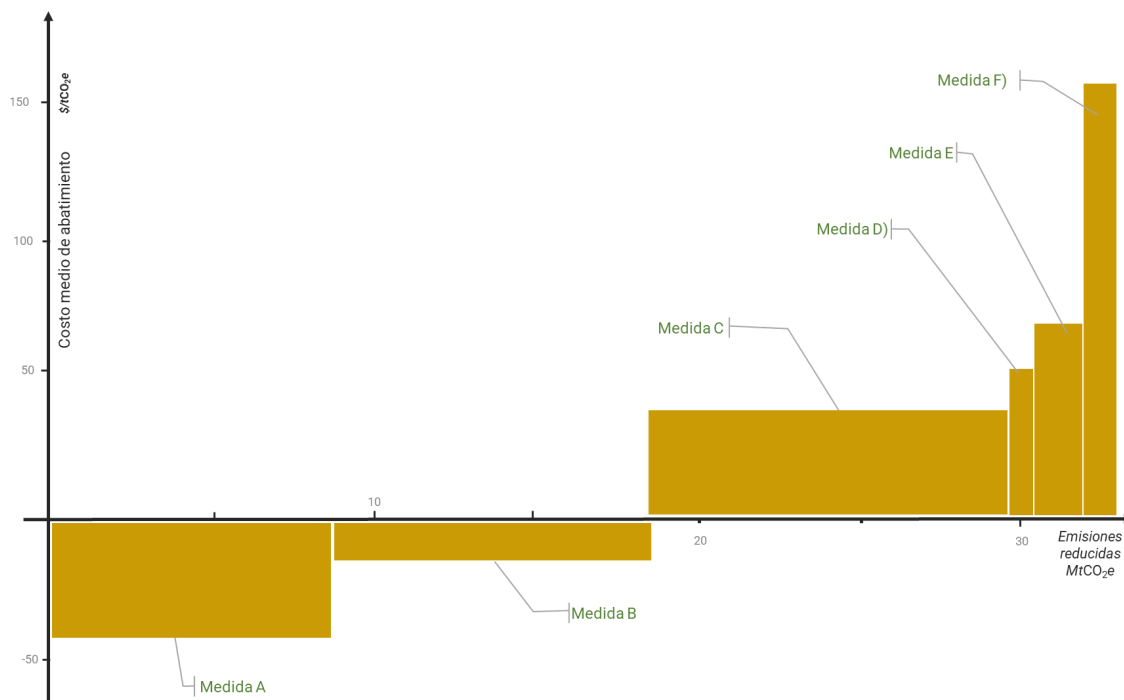 $/tCO₂e
150
Medida F)
Medida E
Costo medio de abatimiento
100
Medida D)
Medida C
50
10
20
30
Emisiones
reducidas
MtCO₂e
Medida B
-50
Medida A